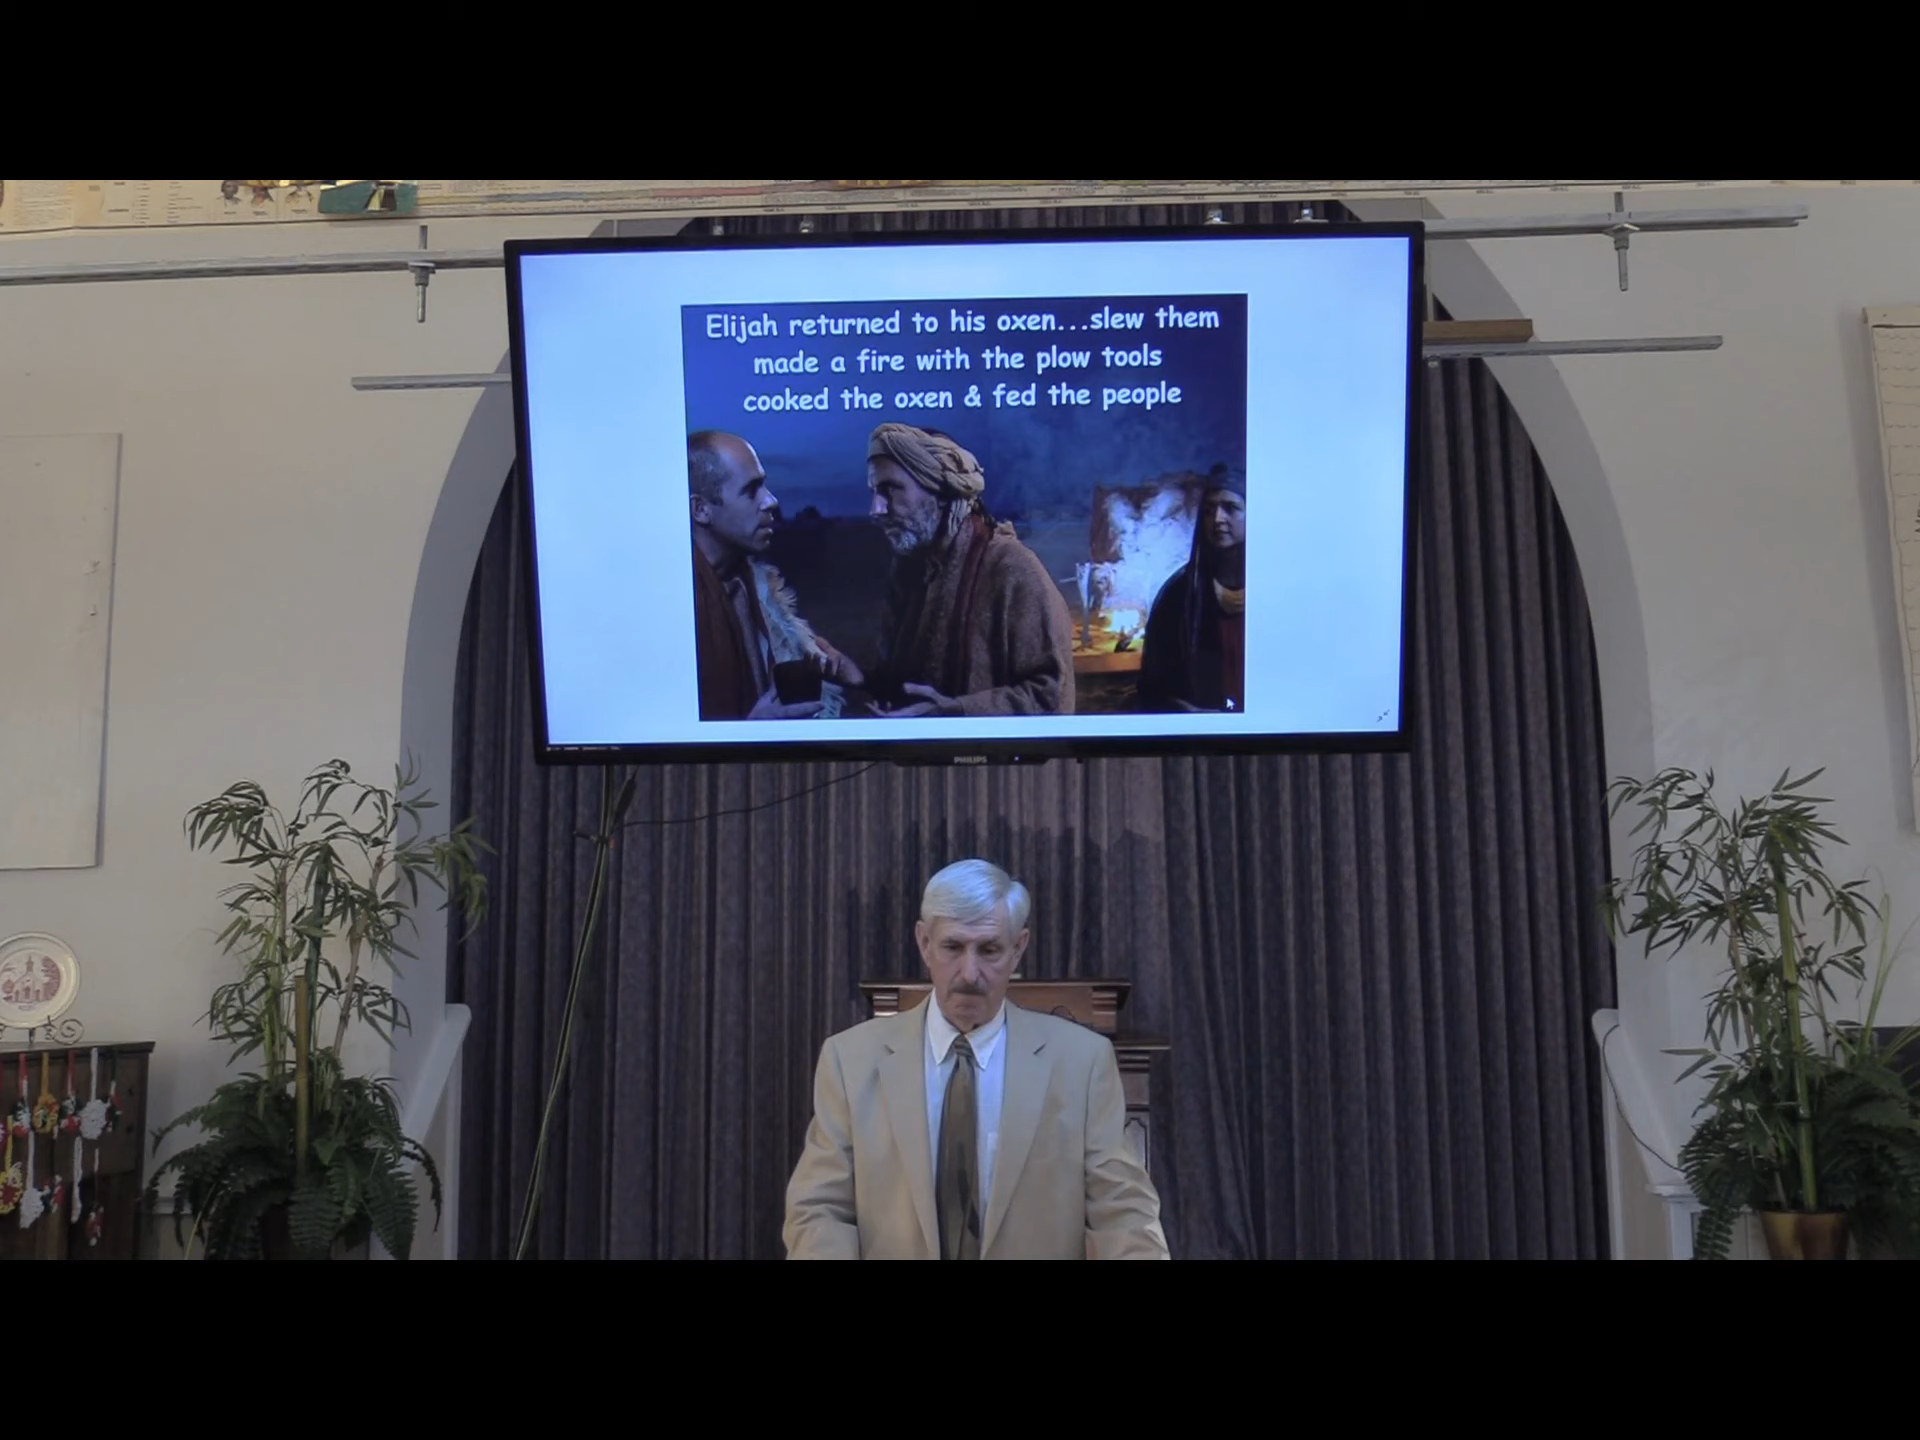 Elijah returned to his oxen...slew them
made a fire with the plow tools
cooked the oxen & fed the people
PHILIPS